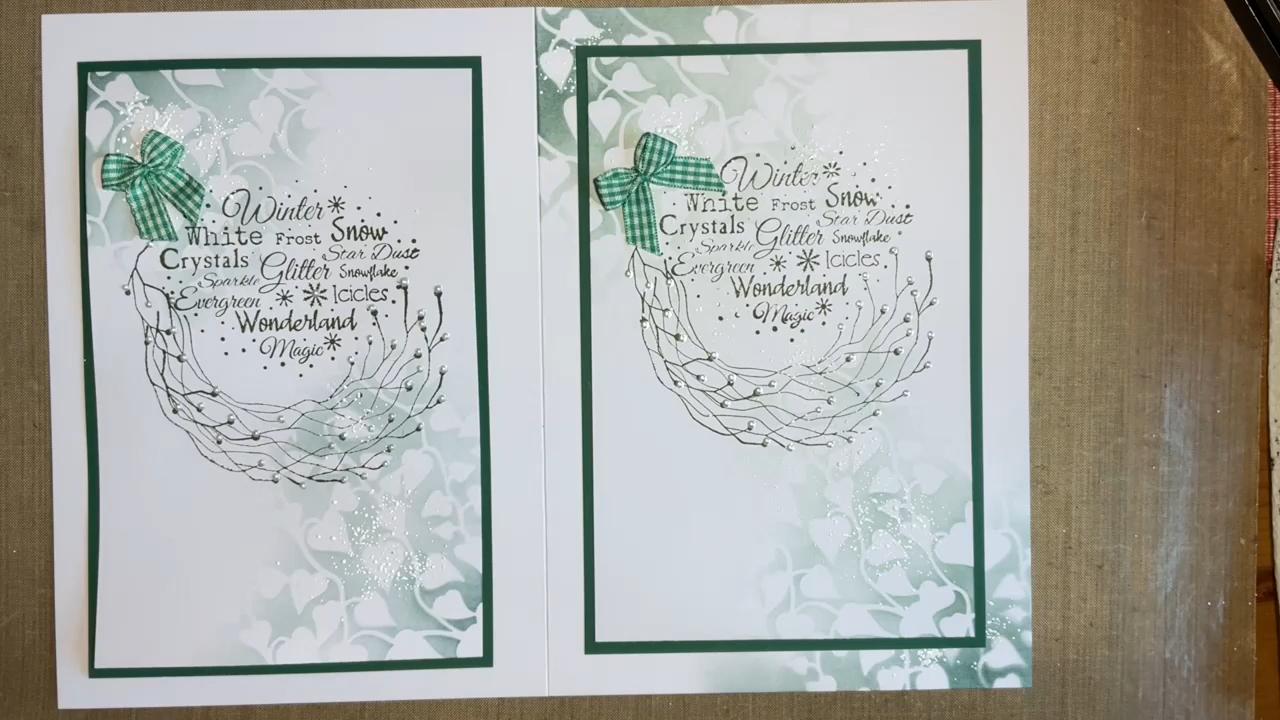 Winter
White Frost Snow
Star Dust
Crystals Glitter
Sparkle Snowflake
Evergreen Icicles
Wonderland
Magic
Winter
White Frost Snow
Star Dust
Crystals Glitter
Sparkle Snowflake
Evergreen Icicles
Wonderland
Magic